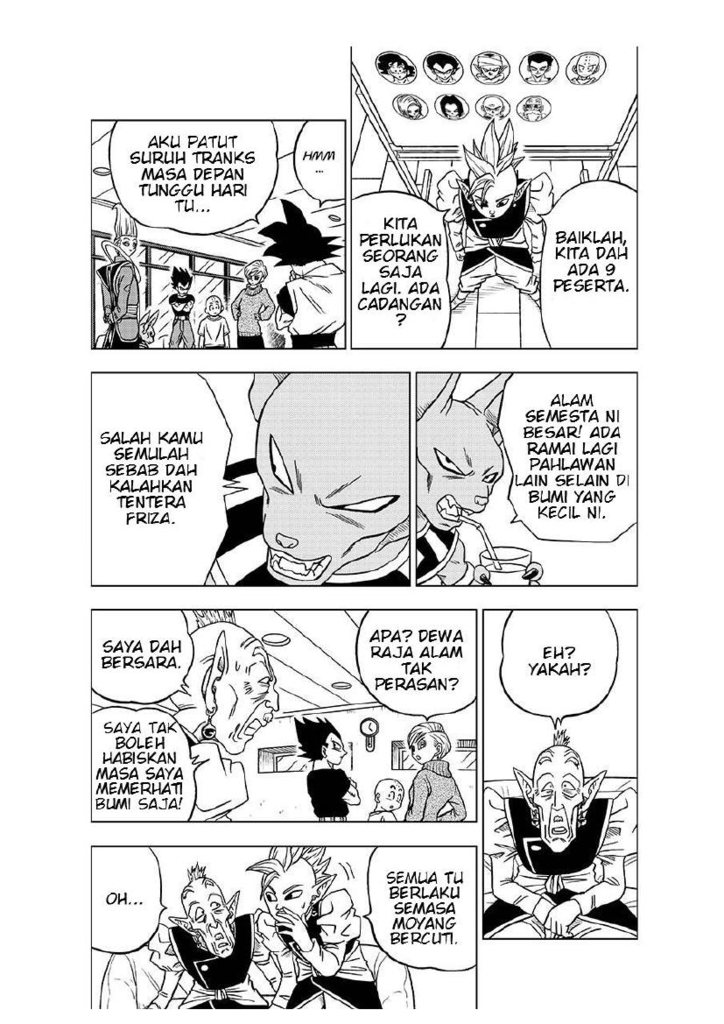 BAIKLAH,
KITA DAH
ADA 9
PESERTA.
KITA
PERLUKAN
SEORANG
SAJA
LAGI. ADA
CADANGAN
?
HMM
...
AKU PATUT
SURUH TRANKS
MASA DEPAN
TUNGGU HARI
TU...
ALAM
SEMESTA NI
BESAR! ADA
RAMAI LAGI
PAHLAWAN
LAIN SELAIN DI
BUMI YANG
KECIL NI.
SALAH KAMU
SEMULAH
SEBAB DAH
KALAHKAN
TENTERA
FRIZA.
EH?
YAKAH?
APA? DEWA
RAJA ALAM
TAK
PERASAN?
SAYA DAH
BERSARA.
SAYA TAK
BOLEH
HABISKAN
MASA SAYA
MEMERHATI
BUMI SAJA!
SEMUA TU
BERLAKU
SEMASA
MOYANG
BERCUTI.
OH...